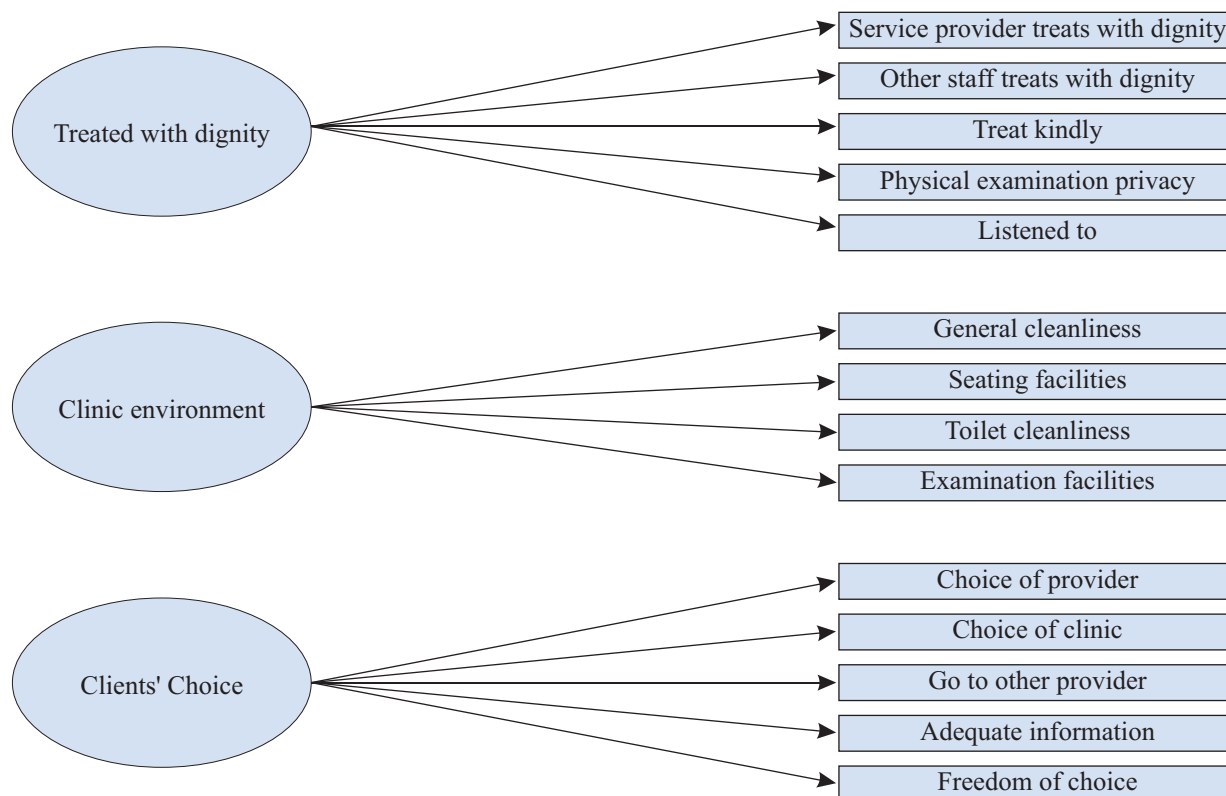 Treated with dignity
Service provider treats with dignity
Other staff treats with dignity
Treat kindly
Physical examination privacy
Listened to
Clinic environment
General cleanliness
Seating facilities
Toilet cleanliness
Examination facilities
Clients' Choice
Choice of provider
Choice of clinic
Go to other provider
Adequate information
Freedom of choice